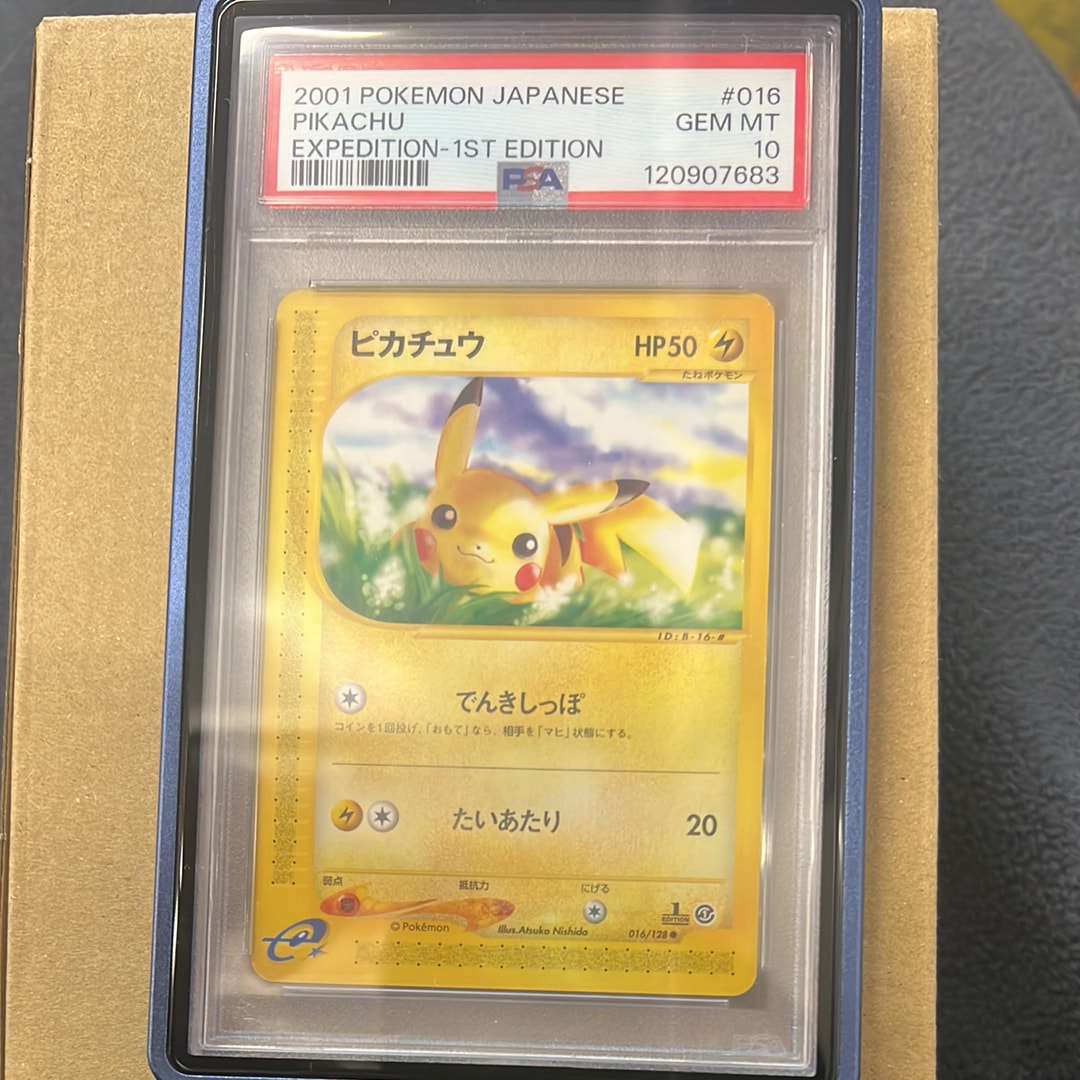 2001 POKEMON JAPANESE #016
PIKACHU GEM MT
EXPEDITION-1ST EDITION 10
PSA 120907683
ピカチュウ HP50
たねポケモン
ID:B-16-#
でんきしっぽ
コインを1回投げ、「おもて」なら、相手を「マヒ」状態にする。
たいあたり 20
弱点 抵抗力 にげる
1 EDITION
©Pokémon Illus.Atsuko Nishida 016/128●
e
PSA